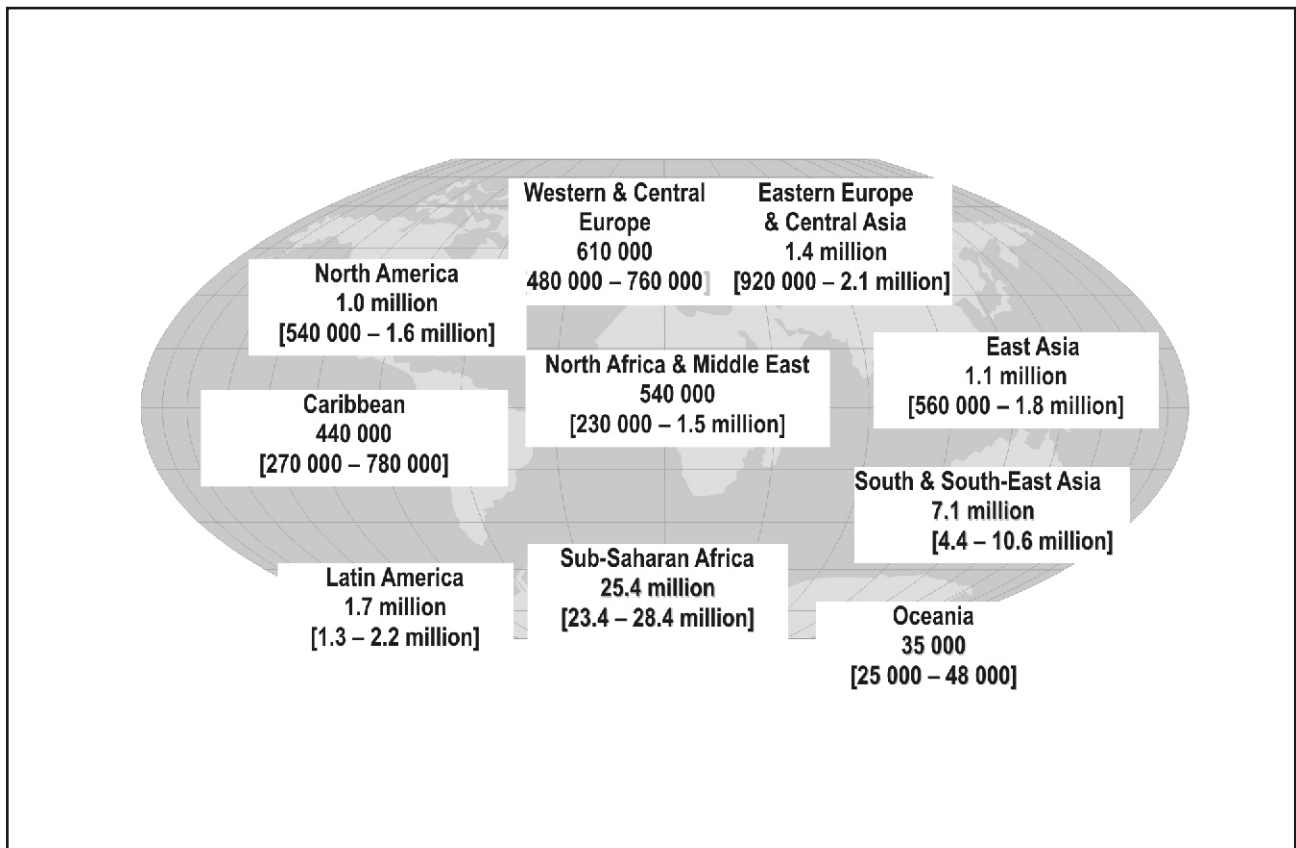 Western & Central
Europe
610 000
[480 000 – 760 000]
Eastern Europe
& Central Asia
1.4 million
[920 000 – 2.1 million]
North America
1.0 million
[540 000 – 1.6 million]
East Asia
1.1 million
[560 000 – 1.8 million]
North Africa & Middle East
540 000
[230 000 – 1.5 million]
Caribbean
440 000
[270 000 – 780 000]
South & South-East Asia
7.1 million
[4.4 – 10.6 million]
Sub-Saharan Africa
25.4 million
[23.4 – 28.4 million]
Latin America
1.7 million
[1.3 – 2.2 million]
Oceania
35 000
[25 000 – 48 000]